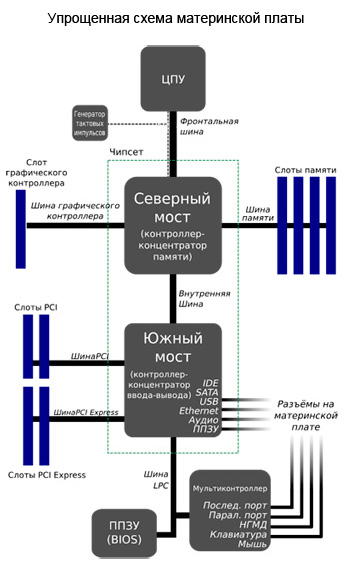 Упрощенная схема материнской платы
ЦПУ
Генератор
тактовых
импульсов
Фронтальная
шина
Чипсет
Слот
графического
контроллера
Слоты памяти
Шина графического
контроллера
Северный
мост
(контроллер-
концентратор
памяти)
Шина
памяти
Внутренняя
Шина
Слоты PCI
ШинаPCI
Южный
мост
(контроллер-
концентратор
ввода-вывода)
IDE
SATA
USB
Ethernet
Аудио
ППЗУ
Разъёмы на
материнской
плате
ШинаPCI Express
Слоты PCI Express
Шина
LPC
ППЗУ
(BIOS)
Мультиконтроллер
Послед. порт
Парал. порт
НГМД
Клавиатура
Мышь